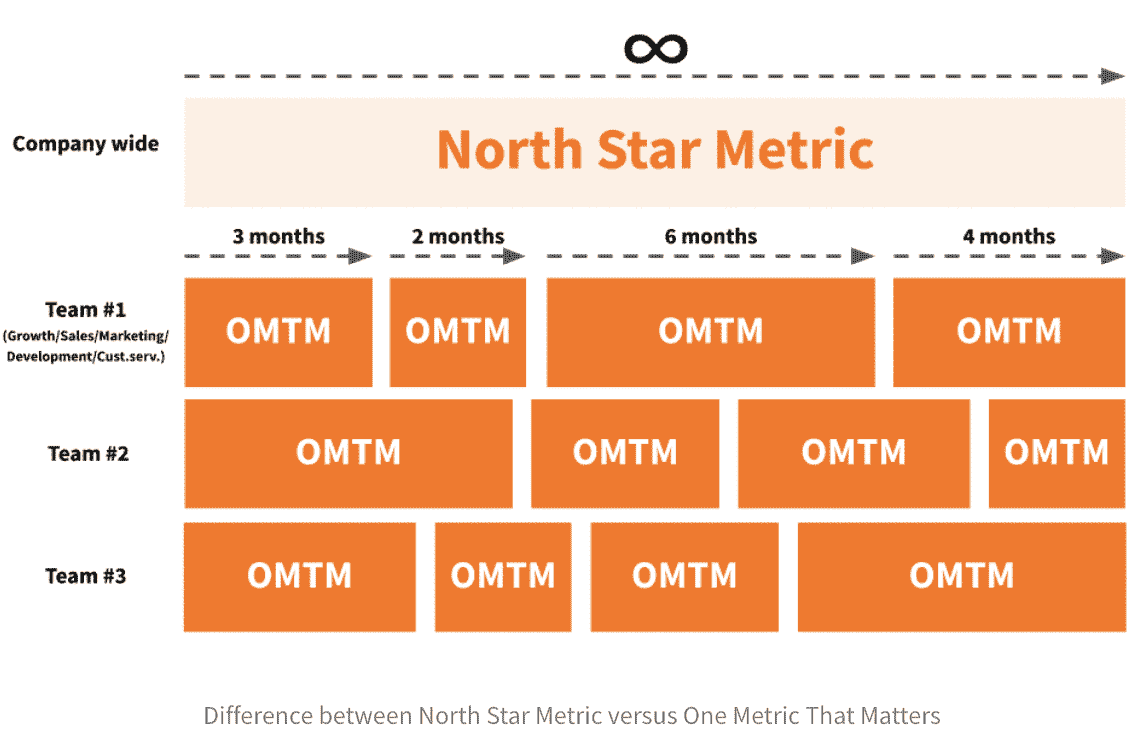 ∞
Company wide
North Star Metric
3 months
2 months
6 months
4 months
Team #1
(Growth/Sales/Marketing/
Development/Cust.serv.)
OMTM
OMTM
OMTM
OMTM
Team #2
OMTM
OMTM
OMTM
OMTM
Team #3
OMTM
OMTM
OMTM
OMTM
Difference between North Star Metric versus One Metric That Matters